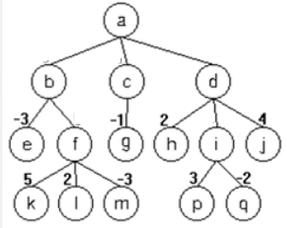 a
b c d
-3 -1 2 4
e f g h i j
5 2 -3 3 -2
k l m p q